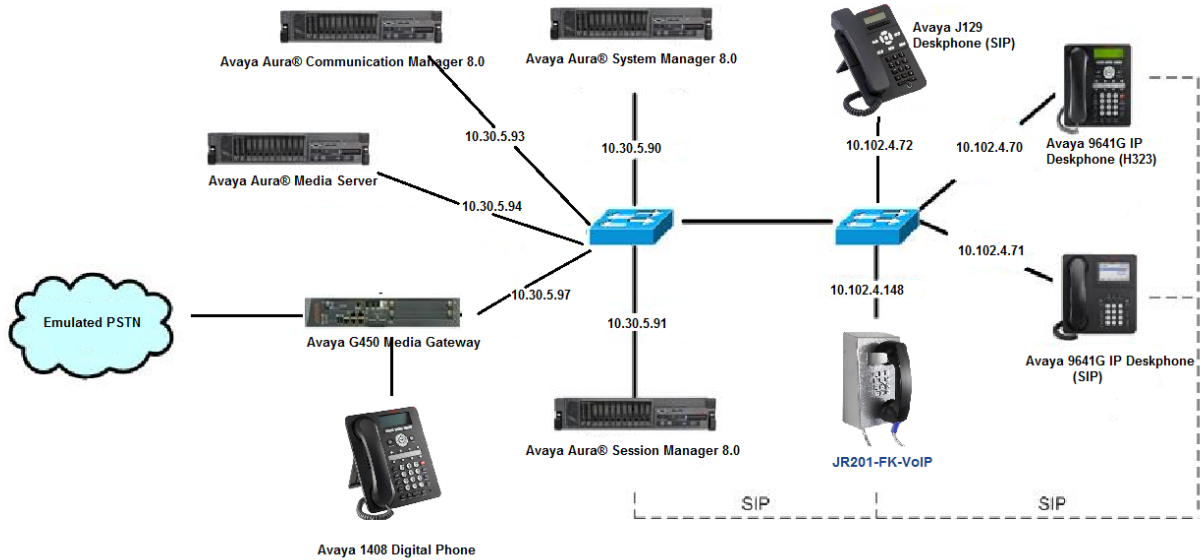 Avaya Aura® Communication Manager 8.0
Avaya Aura® System Manager 8.0
Avaya J129
Deskphone (SIP)
10.30.5.93
10.30.5.90
10.102.4.72
10.102.4.70
Avaya 9641G IP
Deskphone (H323)
Avaya Aura® Media Server
10.30.5.94
10.102.4.71
10.30.5.97
10.102.4.148
Emulated PSTN
10.30.5.91
Avaya G450 Media Gateway
Avaya 9641G IP Deskphone
(SIP)
Avaya Aura® Session Manager 8.0
JR201-FK-VoIP
SIP
SIP
Avaya 1408 Digital Phone